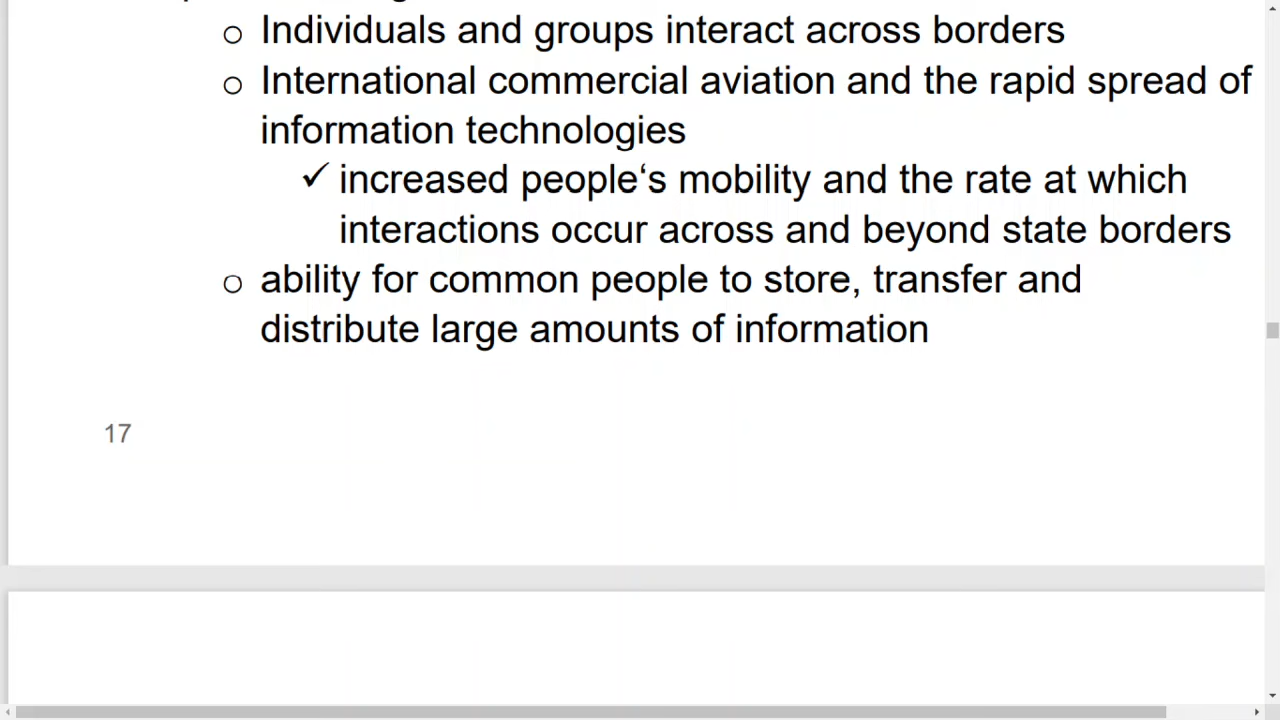 o Individuals and groups interact across borders
o International commercial aviation and the rapid spread of
information technologies
✓ increased people‘s mobility and the rate at which
interactions occur across and beyond state borders
o ability for common people to store, transfer and
distribute large amounts of information
17